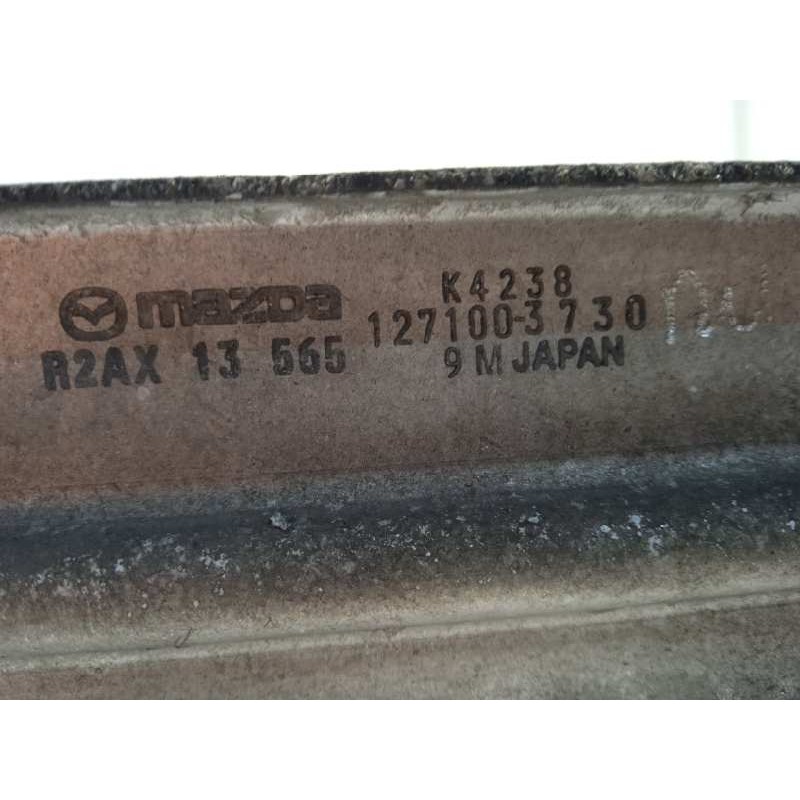 mazda
R2AX 13 565
K4238
127100-3730
9 M JAPAN